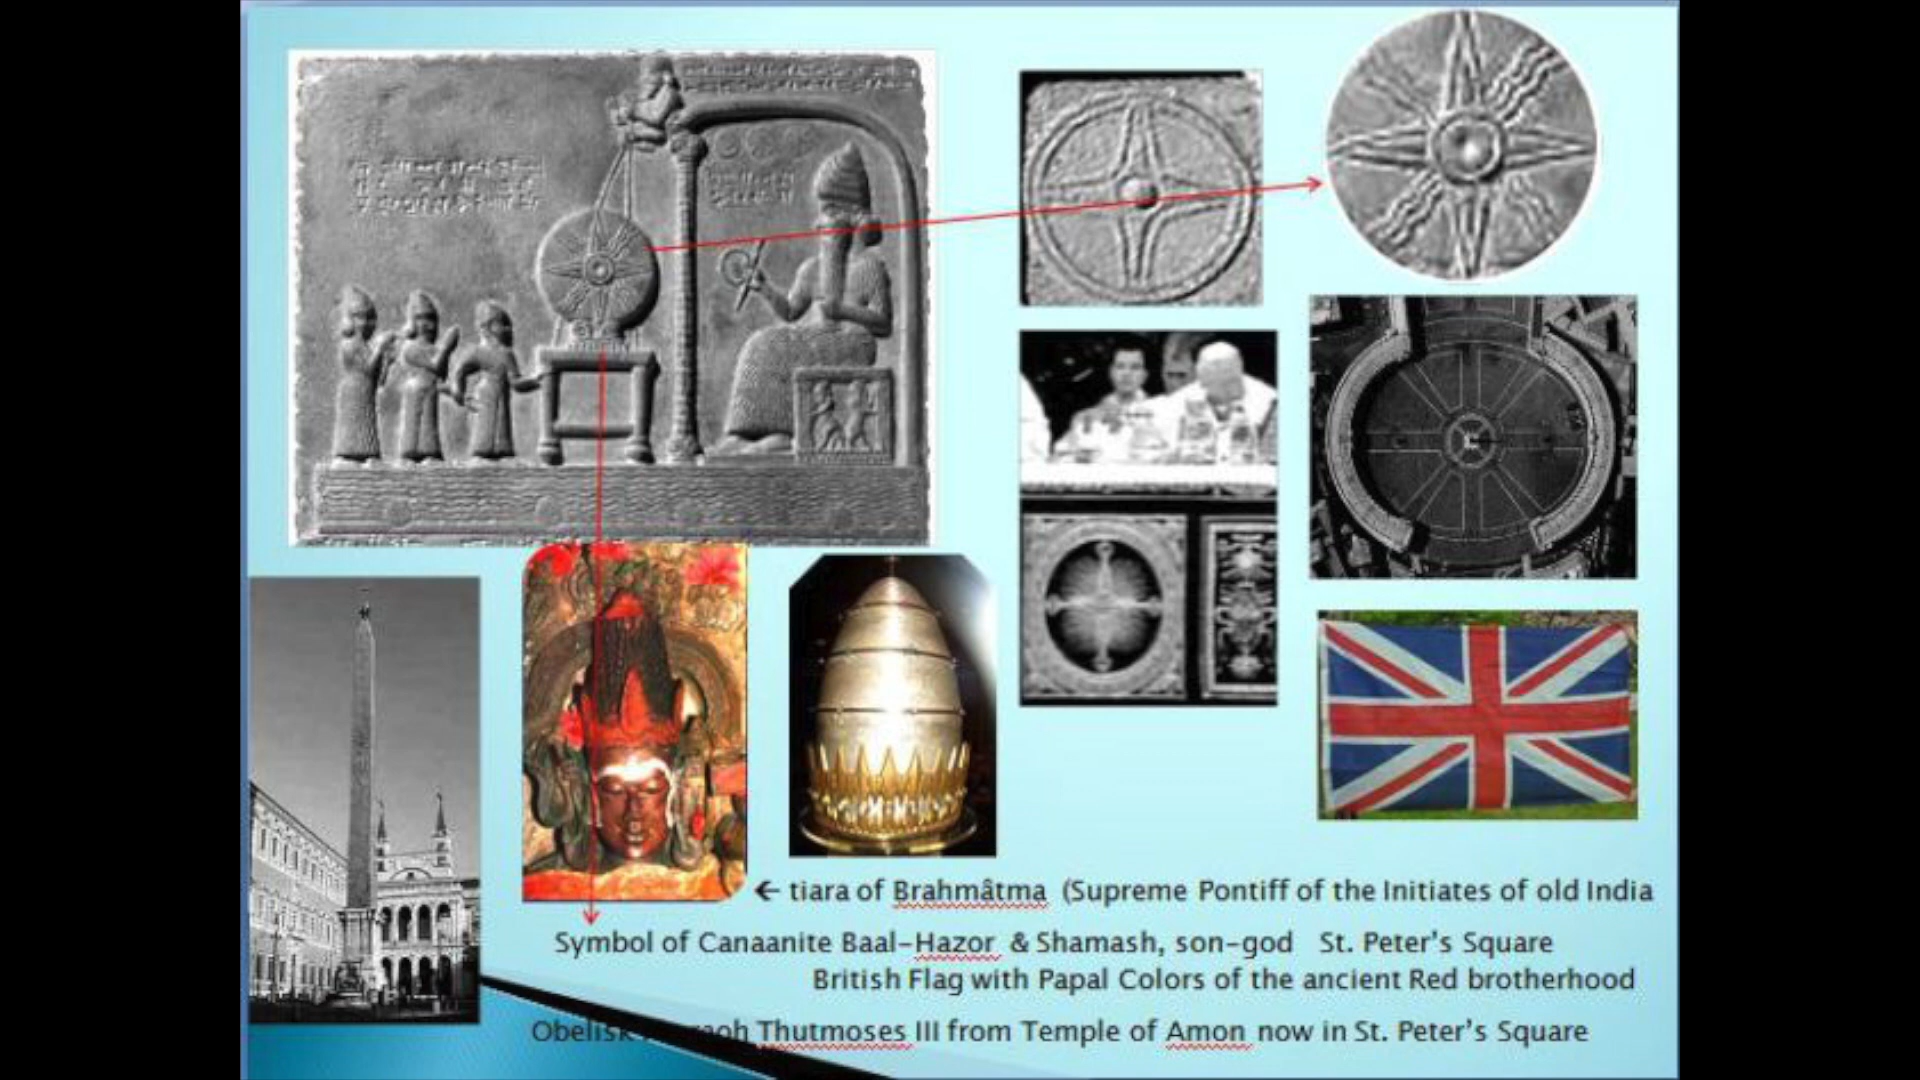 ← tiara of Brahmâtma (Supreme Pontiff of the Initiates of old India
Symbol of Canaanite Baal-Hazor & Shamash, son-god St. Peter's Square
British Flag with Papal Colors of the ancient Red brotherhood
Obelisk Thutmoses III from Temple of Amon now in St. Peter's Square